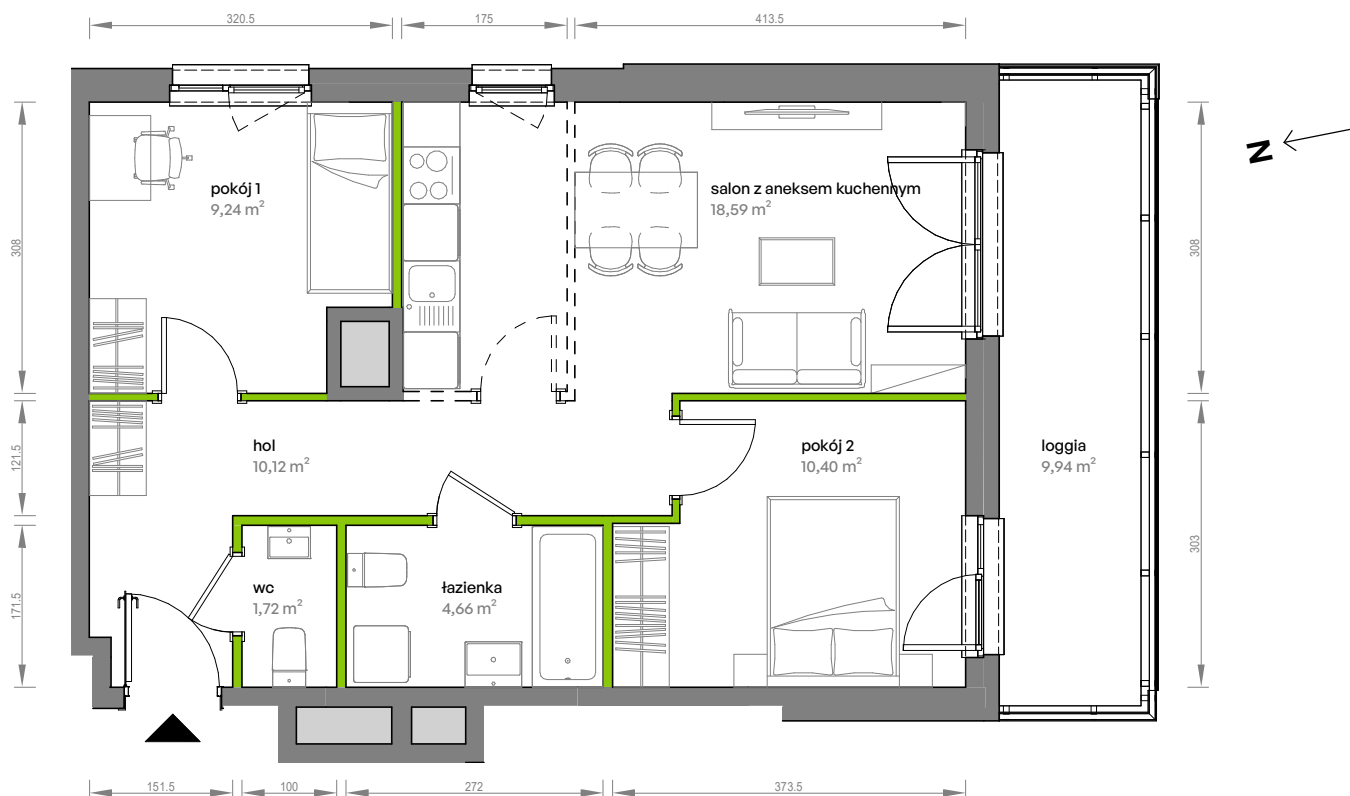 320.5
175
413.5
308
308
N
pokój 1
9,24 m²
salon z aneksem kuchennym
18,59 m²
hol
10,12 m²
pokój 2
10,40 m²
loggia
9,94 m²
121.5
303
wc
1,72 m²
łazienka
4,66 m²
171.5
151.5
100
272
373.5